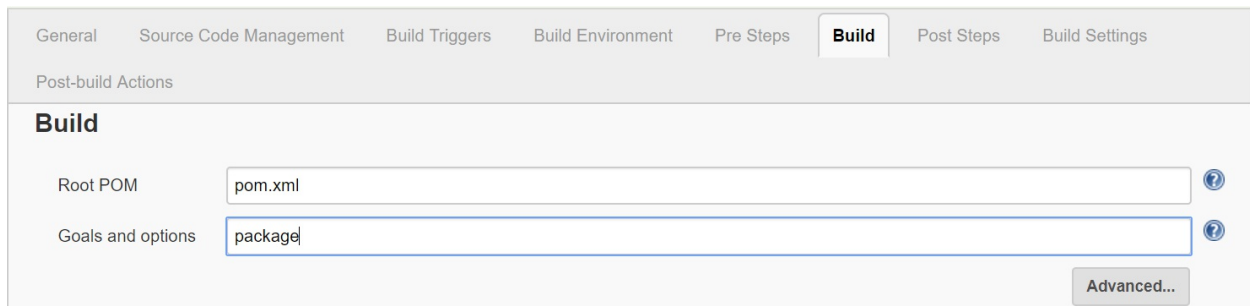 General Source Code Management Build Triggers Build Environment Pre Steps Build Post Steps Build Settings
Post-build Actions
Build
Root POM pom.xml
Goals and options package
Advanced...